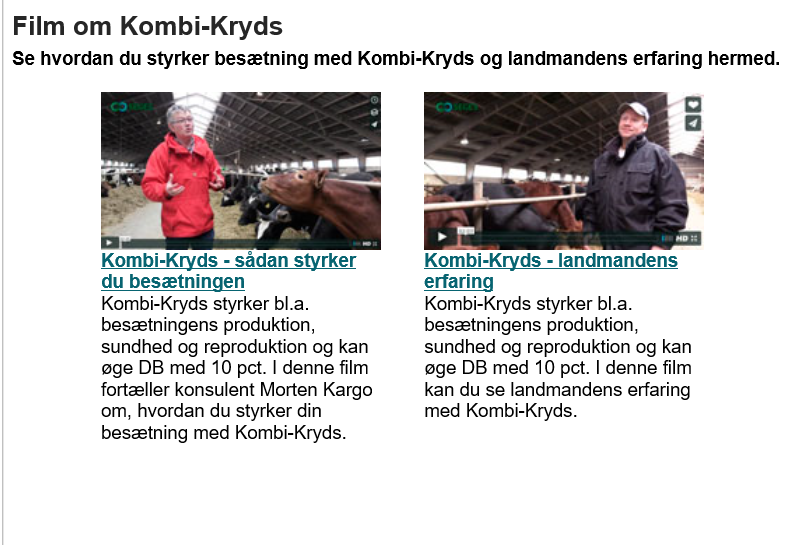 Film om Kombi-Kryds
Se hvordan du styrker besætning med Kombi-Kryds og landmandens erfaring hermed.
Kombi-Kryds - sådan styrker
du besætningen
Kombi-Kryds styrker bl.a.
besætningens produktion,
sundhed og reproduktion og kan
øge DB med 10 pct. I denne film
fortæller konsulent Morten Kargo
om, hvordan du styrker din
besætning med Kombi-Kryds.
HD
Kombi-Kryds - landmandens
erfaring
Kombi-Kryds styrker bl.a.
besætningens produktion,
sundhed og reproduktion og kan
øge DB med 10 pct. I denne film
kan du se landmandens erfaring
med Kombi-Kryds.